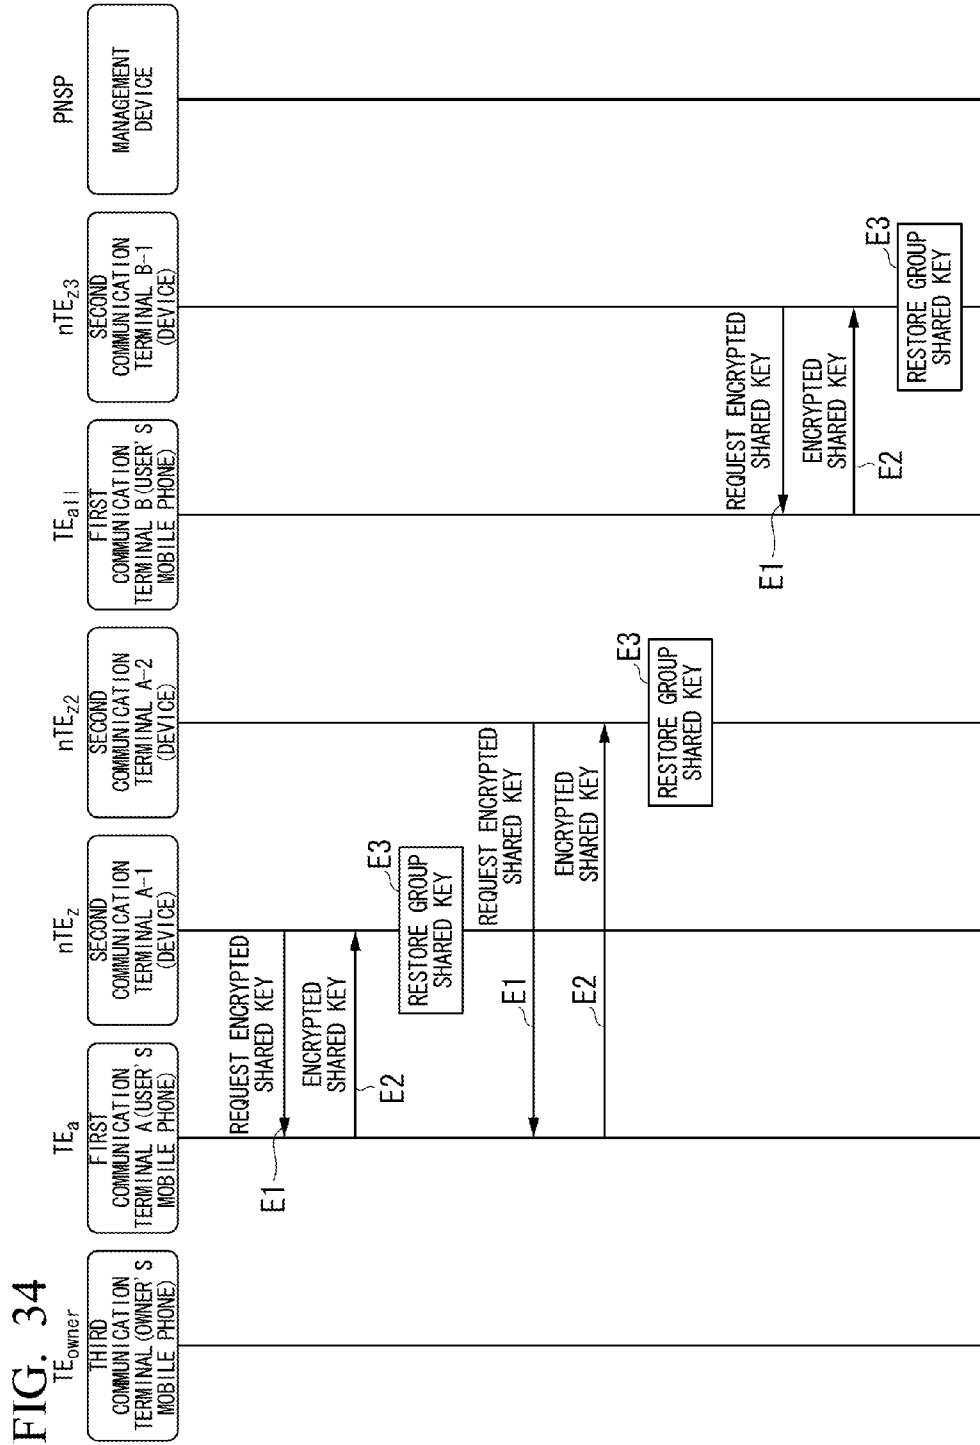 FIG. 34
TE_owner
THIRD
COMMUNICATION
TERMINAL(OWNER'S
MOBILE PHONE)
TE_a
FIRST
COMMUNICATION
TERMINAL A(USER'S
MOBILE PHONE)
nTE_z
SECOND
COMMUNICATION
TERMINAL A-1
(DEVICE)
nTE_z2
SECOND
COMMUNICATION
TERMINAL A-2
(DEVICE)
TE_all
FIRST
COMMUNICATION
TERMINAL B(USER'S
MOBILE PHONE)
nTE_z3
SECOND
COMMUNICATION
TERMINAL B-1
(DEVICE)
PNSP
MANAGEMENT
DEVICE
REQUEST ENCRYPTED
SHARED KEY
E1
ENCRYPTED
SHARED KEY
E2
E3
RESTORE GROUP
SHARED KEY
REQUEST ENCRYPTED
SHARED KEY
E1
ENCRYPTED
SHARED KEY
E2
E3
RESTORE GROUP
SHARED KEY
REQUEST ENCRYPTED
SHARED KEY
E1
ENCRYPTED
SHARED KEY
E2
E3
RESTORE GROUP
SHARED KEY